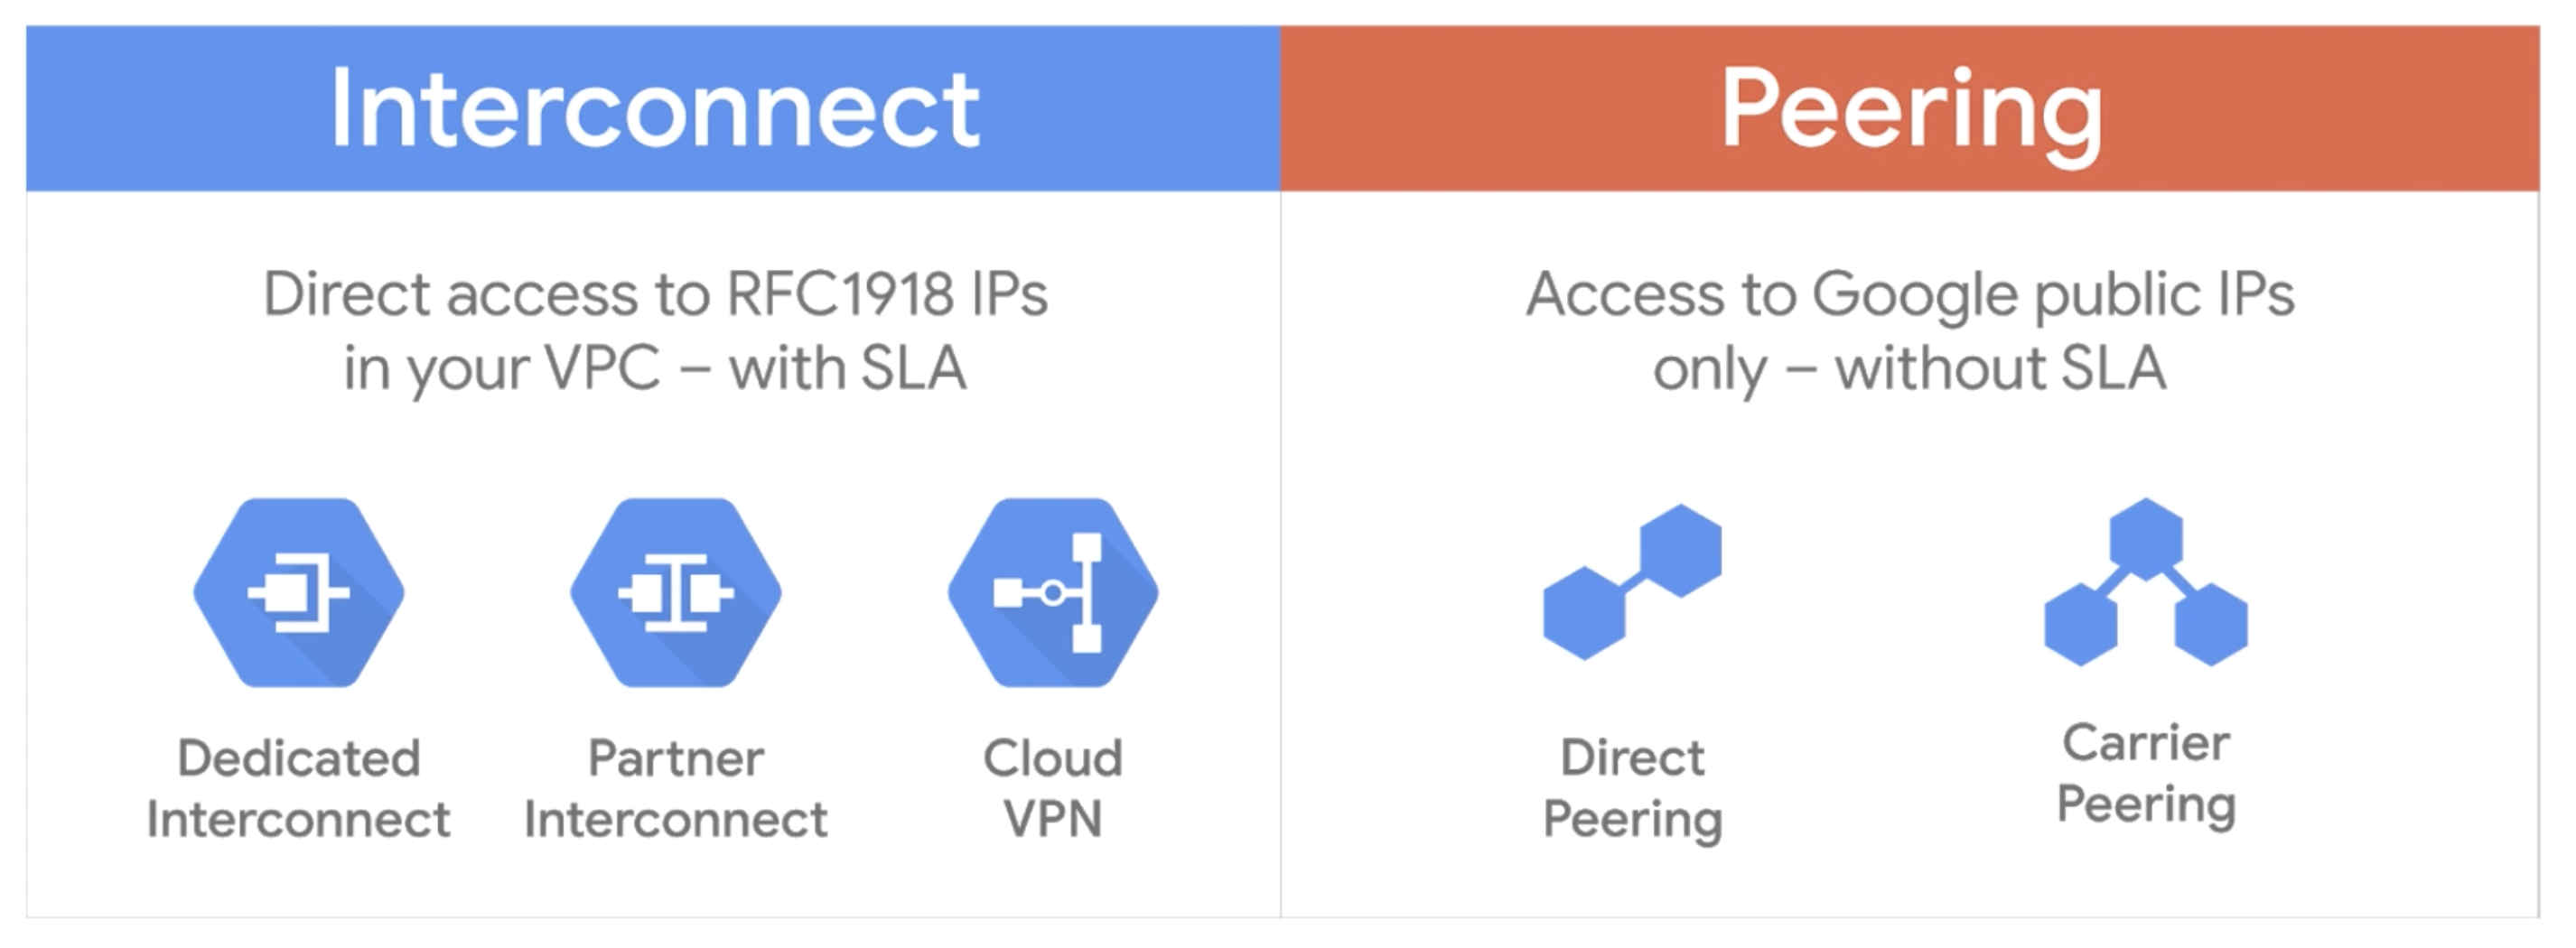 Interconnect
Peering
Direct access to RFC1918 IPs
in your VPC – with SLA
Access to Google public IPs
only – without SLA
Dedicated
Interconnect
Partner
Interconnect
Cloud
VPN
Direct
Peering
Carrier
Peering